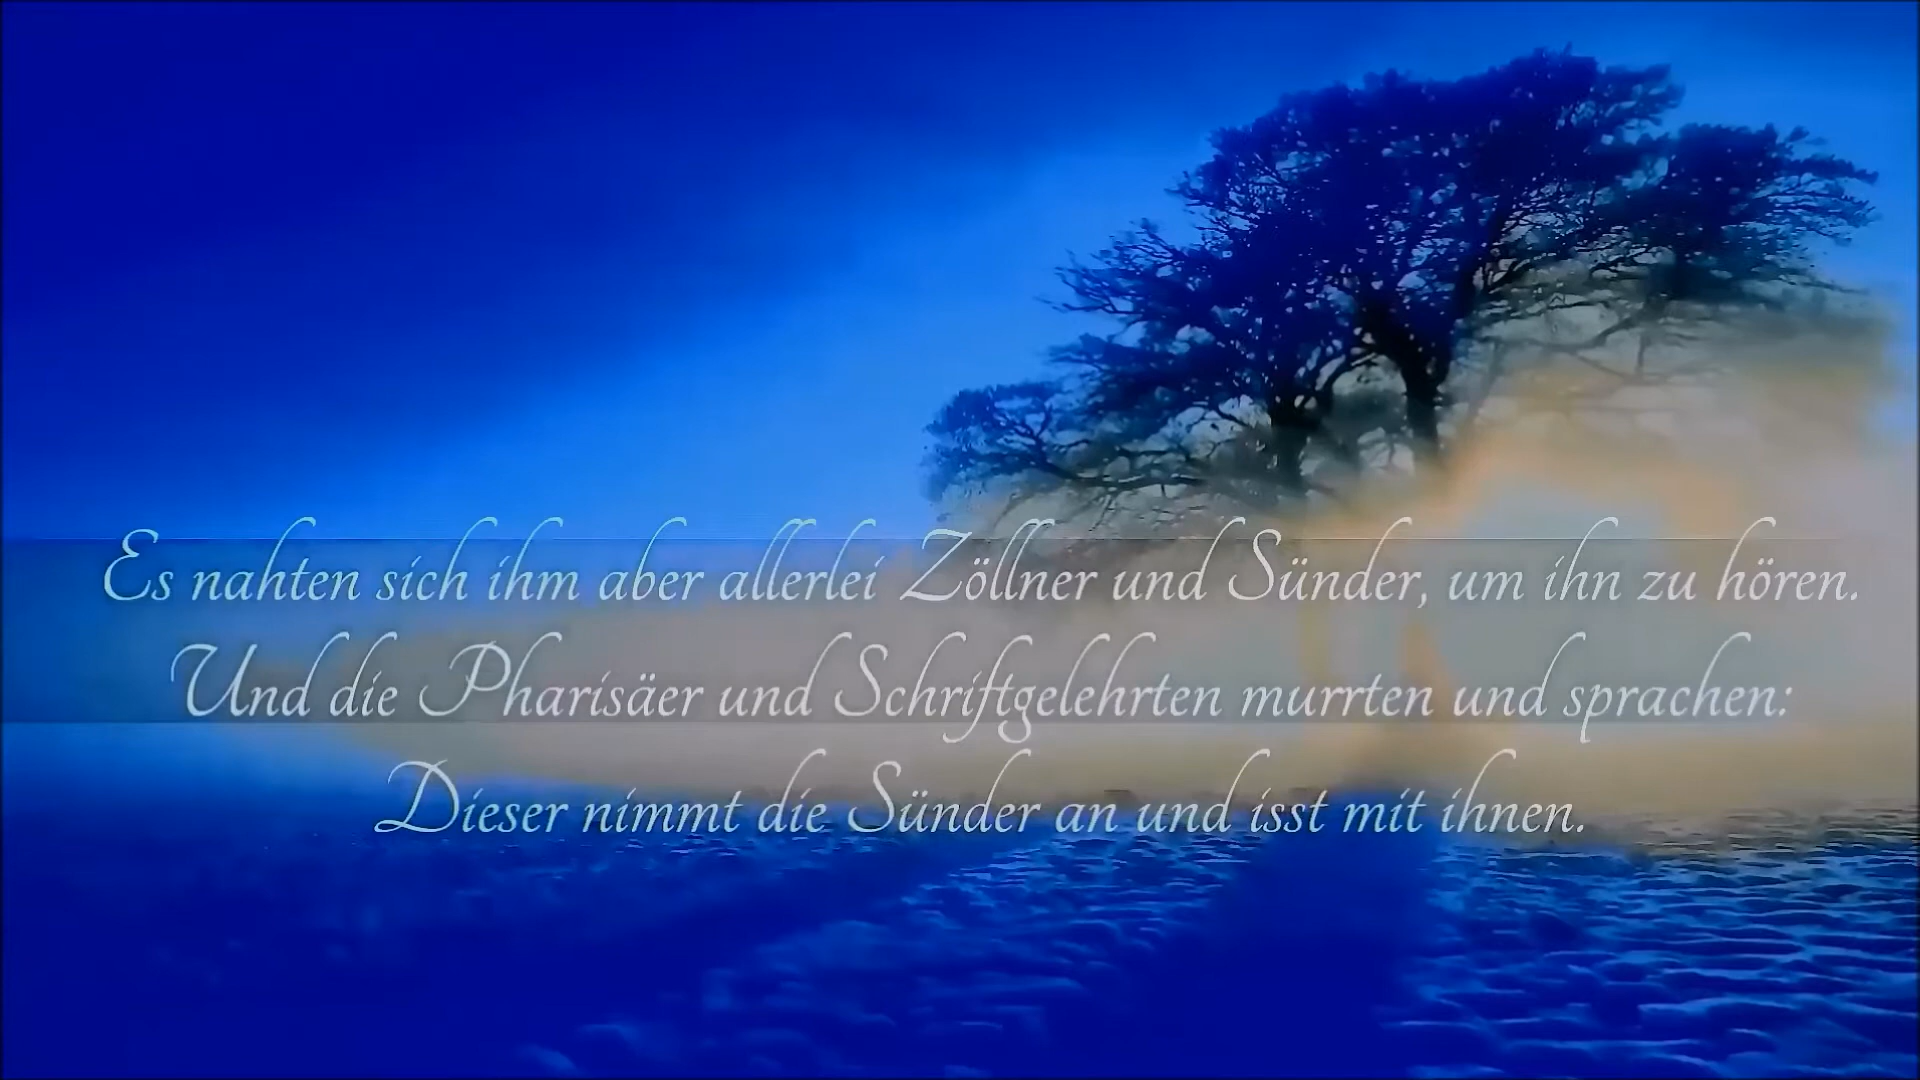 Es nahten sich ihm aber allerlei Zöllner und Sünder, um ihn zu hören.
Und die Pharisäer und Schriftgelehrten murrten und sprachen:
Dieser nimmt die Sünder an und isst mit ihnen.